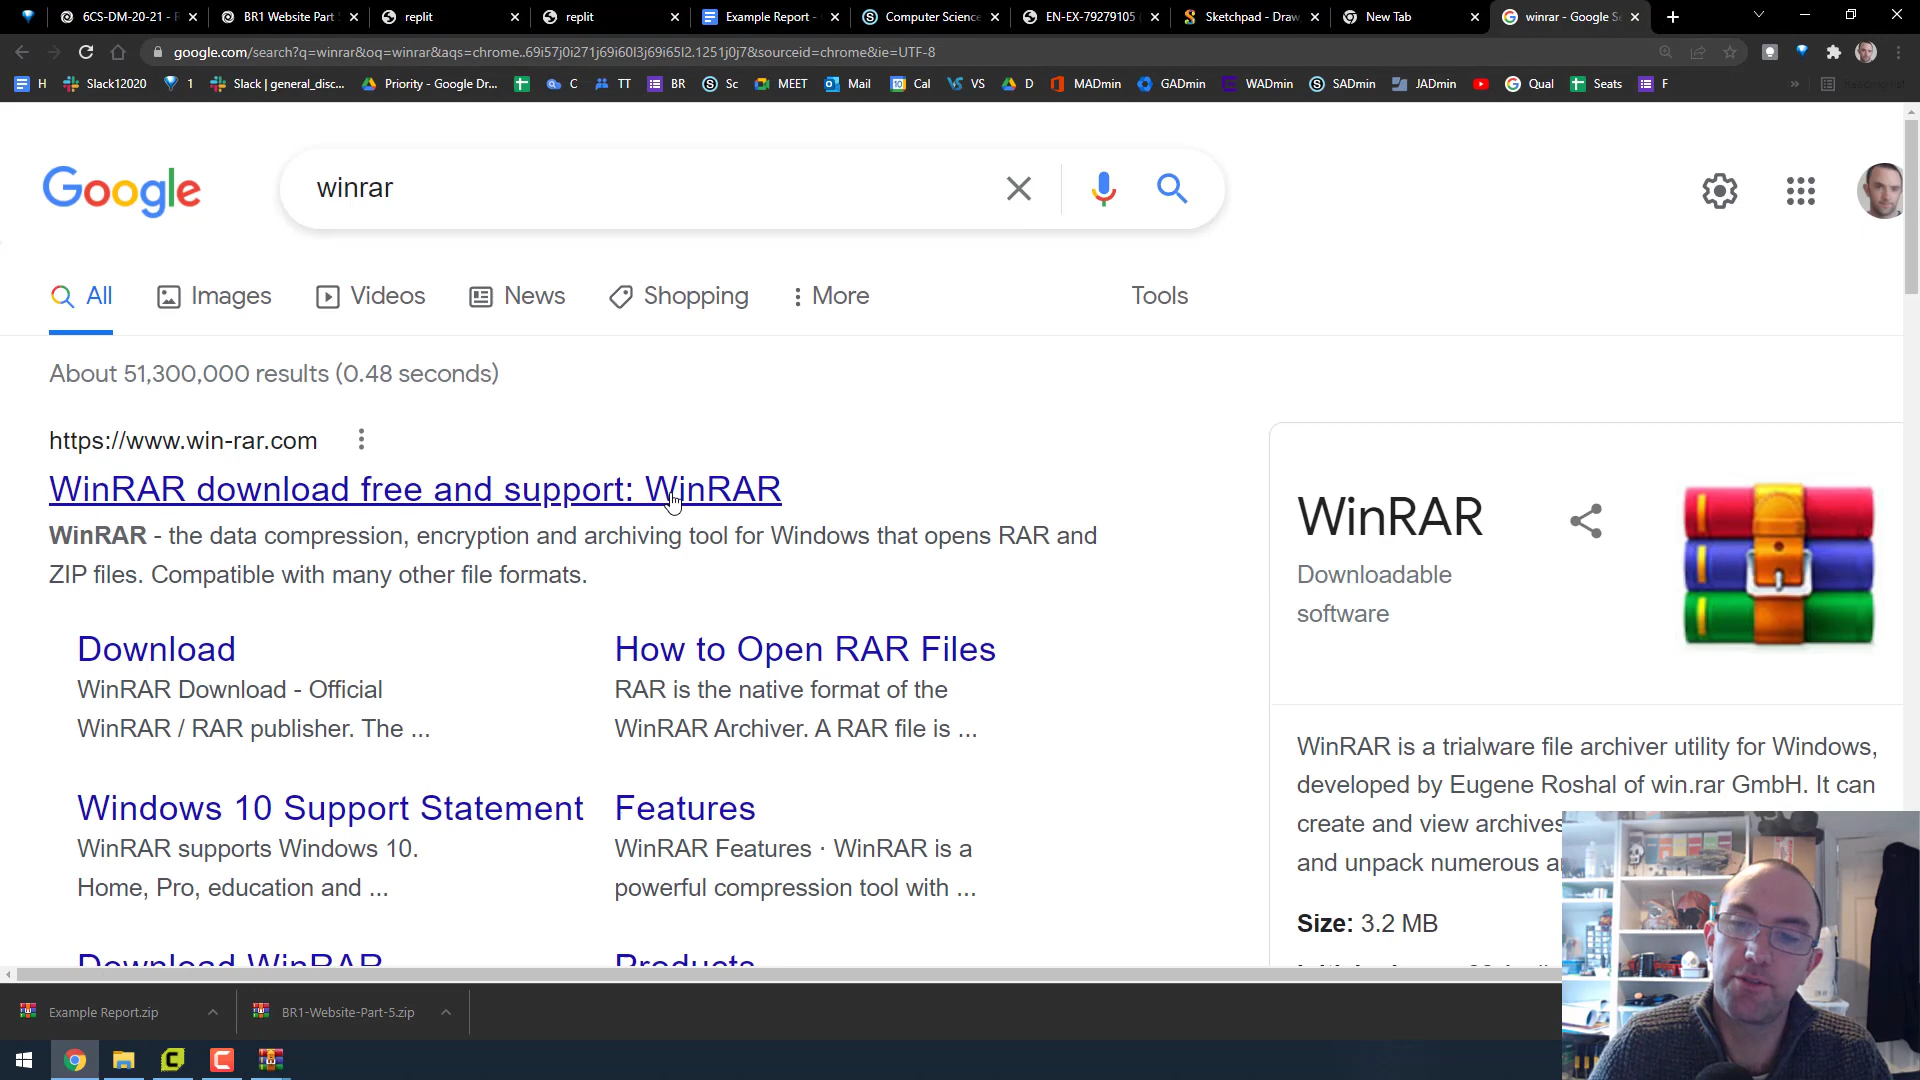 6CS-DM-20-21 - F
BR1 Website Part
replit
replit
Example Report -
Computer Science
EN-EX-79279105
Sketchpad - Draw
New Tab
winrar - Google Se
google.com/search?q=winrar&oq=winrar&aqs=chrome..69i57j0i271j69i60l3j69i65l2.1251j0j7&sourceid=chrome&ie=UTF-8
H Slack12020 1 Slack | general_disc... Priority - Google Dr... C TT BR Sc MEET Mail Cal VS D MAdmin GAdmin WAdmin SAdmin JAdmin Qual Seats F » Reading list
Google
winrar
All Images Videos News Shopping More Tools
About 51,300,000 results (0.48 seconds)
https://www.win-rar.com
WinRAR download free and support: WinRAR
WinRAR - the data compression, encryption and archiving tool for Windows that opens RAR and
ZIP files. Compatible with many other file formats.
Download
WinRAR Download - Official
WinRAR / RAR publisher. The ...
How to Open RAR Files
RAR is the native format of the
WinRAR Archiver. A RAR file is ...
Windows 10 Support Statement
WinRAR supports Windows 10.
Home, Pro, education and ...
Features
WinRAR Features · WinRAR is a
powerful compression tool with ...
Download WinRAR
Products
WinRAR
Downloadable
software
WinRAR is a trialware file archiver utility for Windows,
developed by Eugene Roshal of win.rar GmbH. It can
create and view archives
and unpack numerous a
Size: 3.2 MB
Example Report.zip
BR1-Website-Part-5.zip